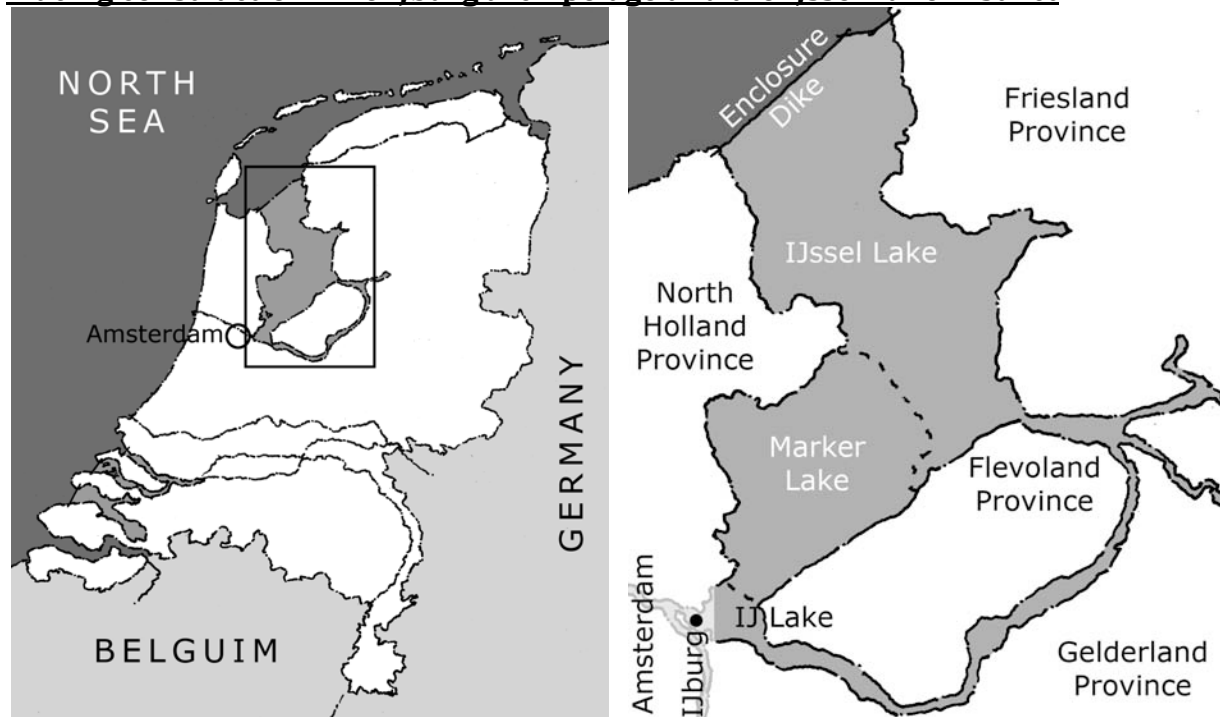 NORTH
SEA
Amsterdam
GERMANY
BELGUIM
Enclosure
Dike
Friesland
Province
IJssel Lake
North
Holland
Province
Marker
Lake
Flevoland
Province
Amsterdam
IJburg
IJ Lake
Gelderland
Province